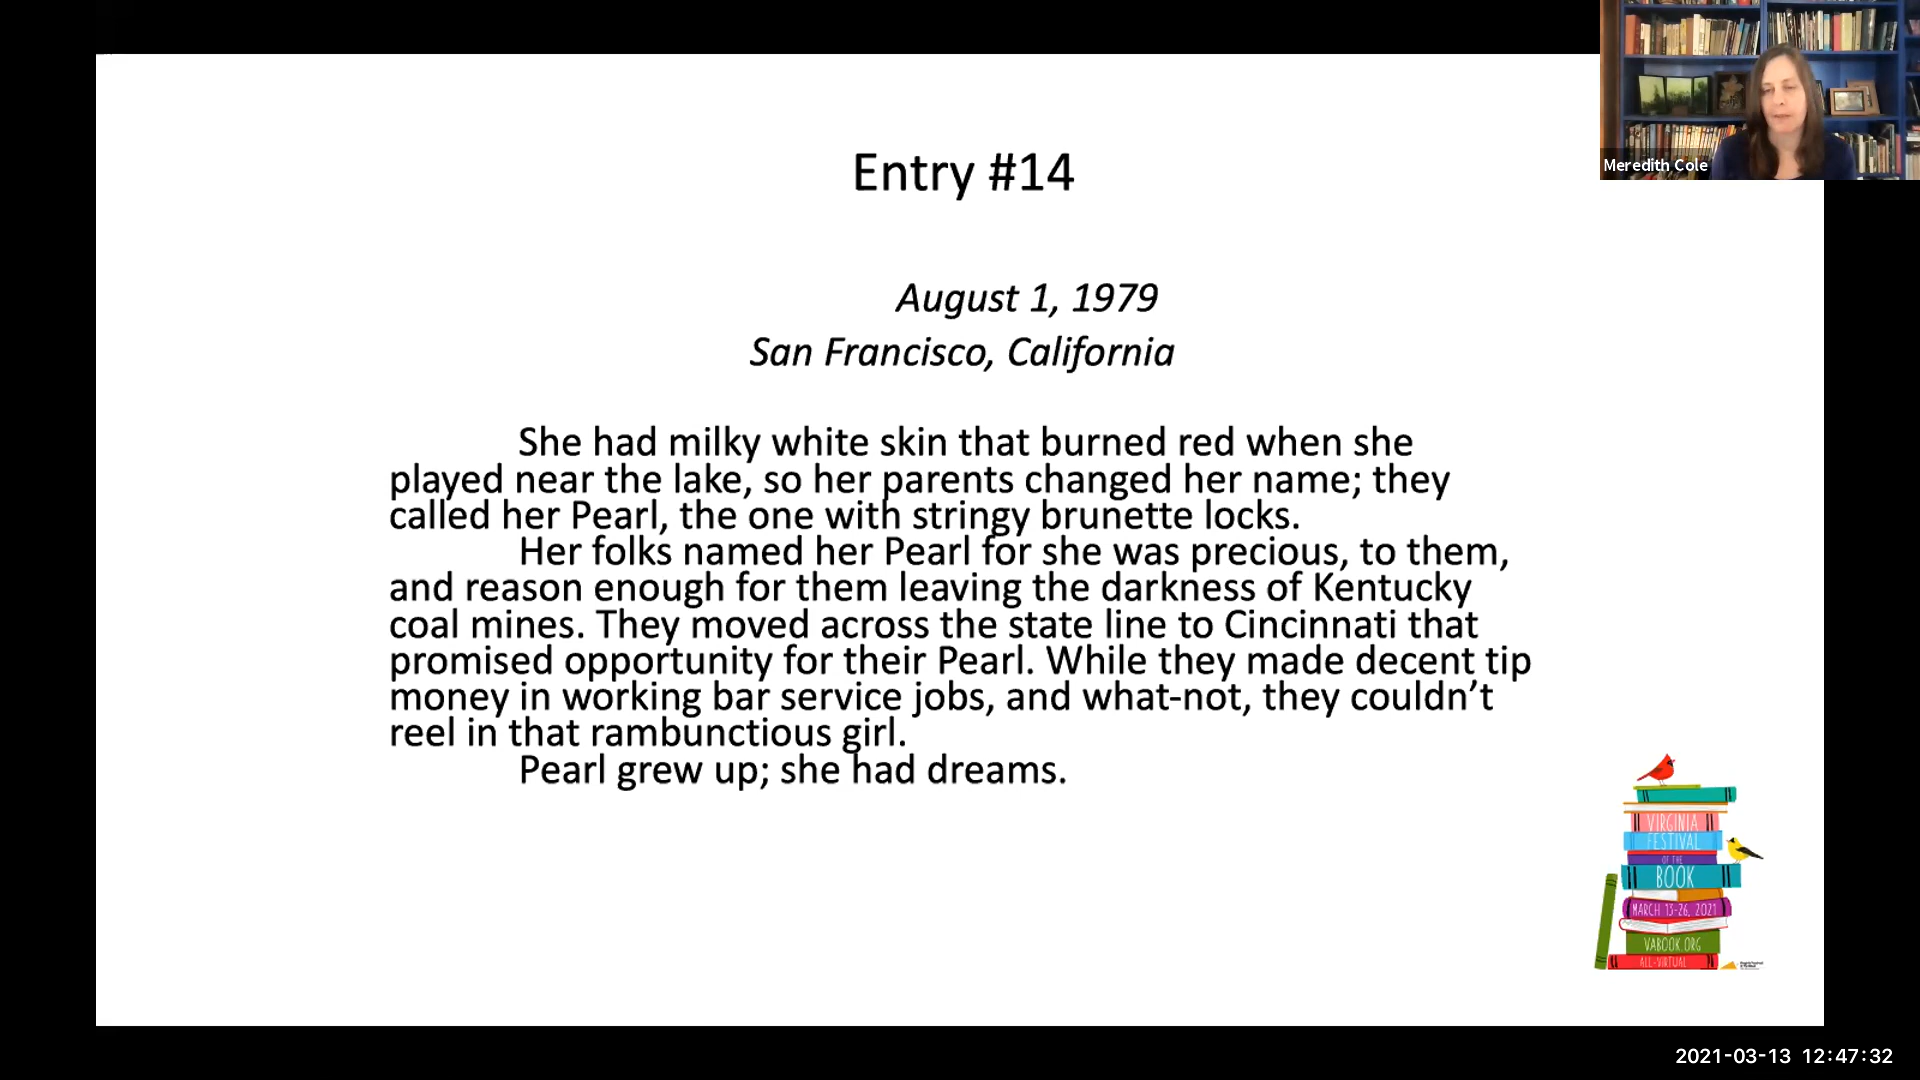 Meredith Cole
Entry #14
August 1, 1979
San Francisco, California
She had milky white skin that burned red when she
played near the lake, so her parents changed her name; they
called her Pearl, the one with stringy brunette locks.
Her folks named her Pearl for she was precious, to them,
and reason enough for them leaving the darkness of Kentucky
coal mines. They moved across the state line to Cincinnati that
promised opportunity for their Pearl. While they made decent tip
money in working bar service jobs, and what-not, they couldn’t
reel in that rambunctious girl.
Pearl grew up; she had dreams.
VIRGINIA
FESTIVAL
OF THE
BOOK
MARCH 13-26, 2021
VABOOK.ORG
ALL-VIRTUAL
2021-03-13 12:47:32